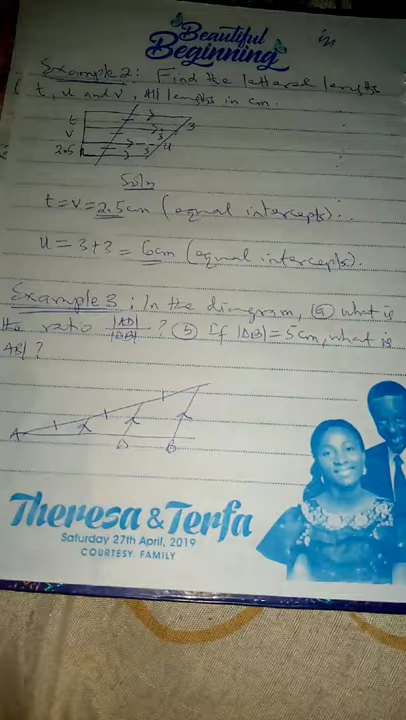 Beautiful
Beginning
Example 2: Find the lettered lengths
t, u and v, All lengths in cm.
t
v
2.5
3
3
3
u
Soln
t=v=2.5cm (equal intercepts).
u = 3+3 = 6cm (equal intercepts).
Example 3: In the diagram, (a) what is
the ratio |AD|/|DB| ? (b) If |DB|=5cm, what is
|AB| ?
A
D
B
Theresa & Terfa
Saturday 27th April, 2019
COURTESY: FAMILY